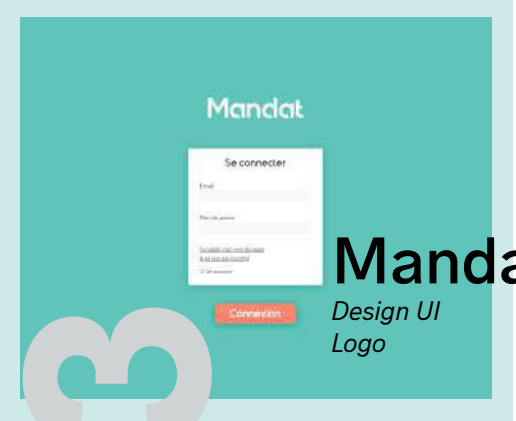 Mandat
Se connecter
Email
Mot de passe
Connexion
Manda
Design UI
Logo
3